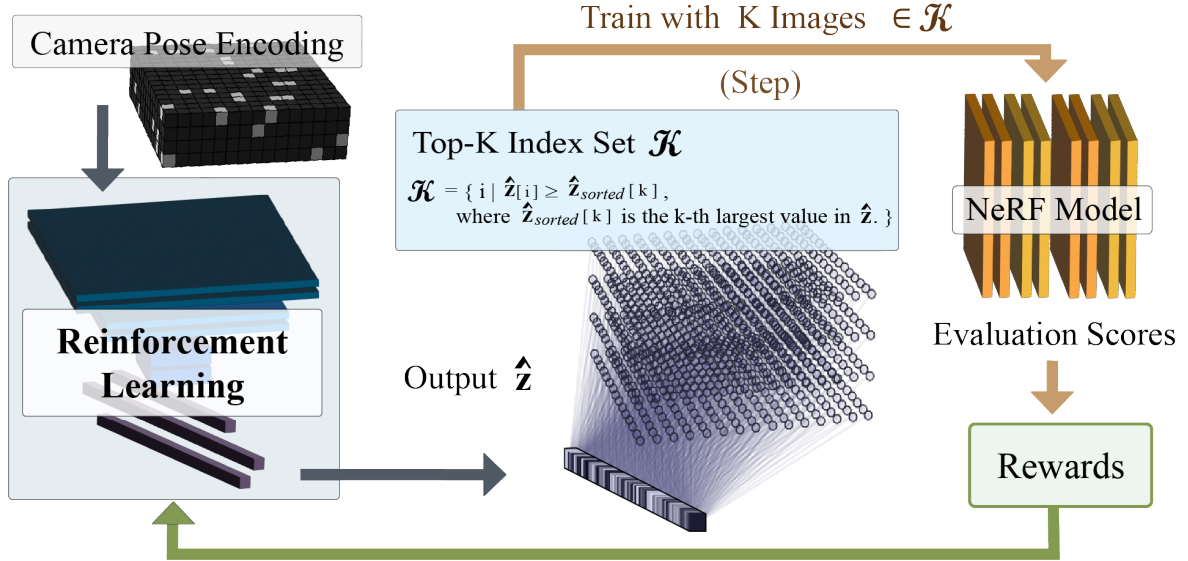 Camera Pose Encoding
Train with K Images ∈ 𝒦
(Step)
Top-K Index Set 𝒦
𝒦 = { i | ẑ[ i ] ≥ ẑsorted [ k ] ,
where ẑsorted [ k ] is the k-th largest value in ẑ. }
NeRF Model
Reinforcement
Learning
Output ẑ
Evaluation Scores
Rewards